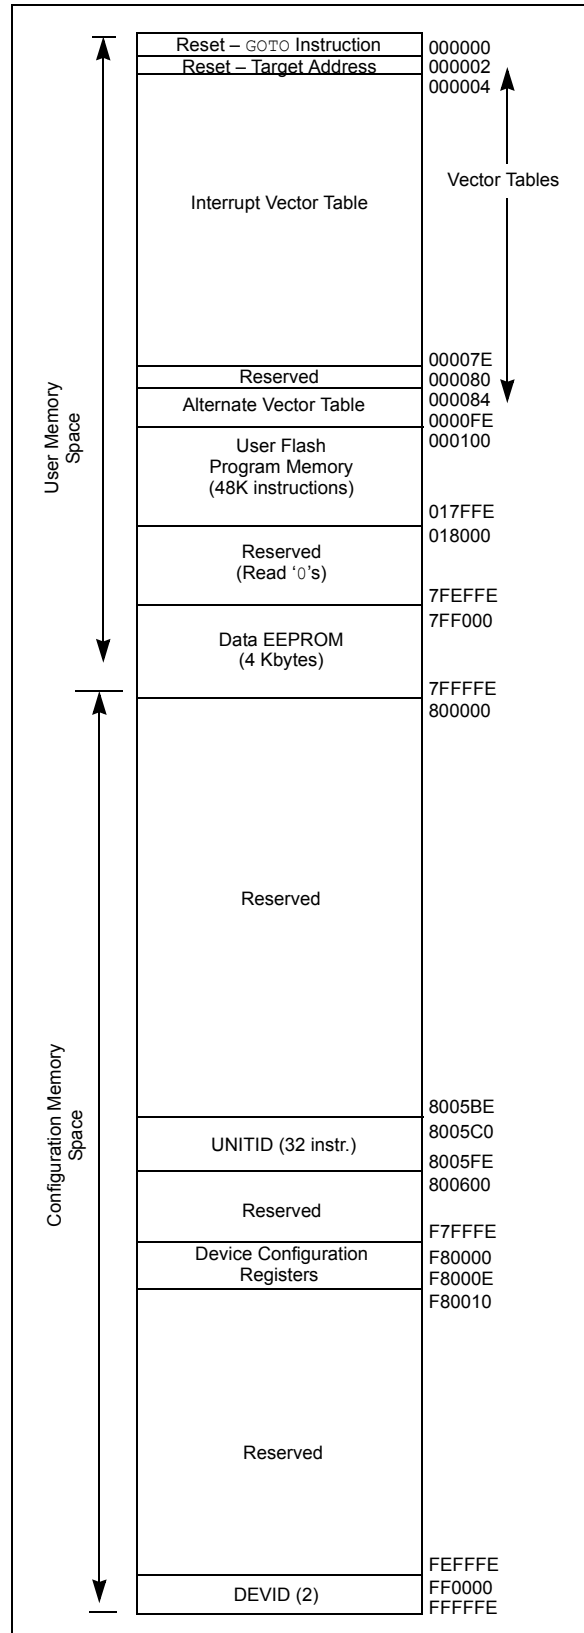 Reset – GOTO Instruction
000000
Reset – Target Address
000002
000004
Vector Tables
Interrupt Vector Table
00007E
Reserved
000080
Alternate Vector Table
000084
0000FE
User Memory
Space
User Flash
Program Memory
(48K instructions)
000100
017FFE
018000
Reserved
(Read ‘0’s)
7FEFFE
7FF000
Data EEPROM
(4 Kbytes)
7FFFFE
800000
Reserved
Configuration Memory
Space
8005BE
UNITID (32 instr.)
8005C0
8005FE
800600
Reserved
F7FFFE
Device Configuration
Registers
F80000
F8000E
F80010
Reserved
FEFFFE
DEVID (2)
FF0000
FFFFFE